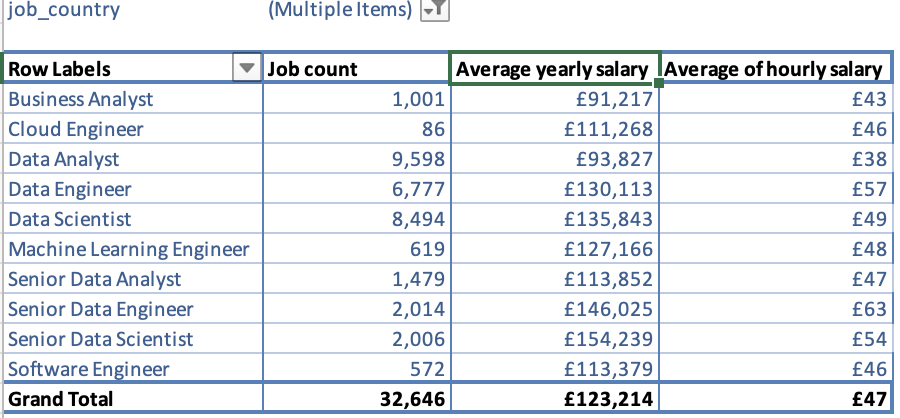 job_country (Multiple Items)
Row Labels Job count Average yearly salary Average of hourly salary
Business Analyst 1,001 £91,217 £43
Cloud Engineer 86 £111,268 £46
Data Analyst 9,598 £93,827 £38
Data Engineer 6,777 £130,113 £57
Data Scientist 8,494 £135,843 £49
Machine Learning Engineer 619 £127,166 £48
Senior Data Analyst 1,479 £113,852 £47
Senior Data Engineer 2,014 £146,025 £63
Senior Data Scientist 2,006 £154,239 £54
Software Engineer 572 £113,379 £46
Grand Total 32,646 £123,214 £47